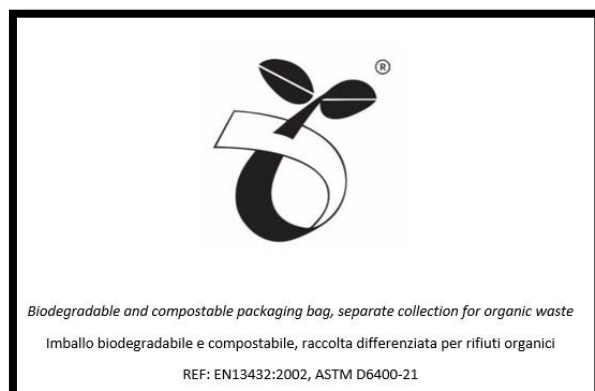 ®
Biodegradable and compostable packaging bag, separate collection for organic waste
Imballo biodegradabile e compostabile, raccolta differenziata per rifiuti organici
REF: EN13432:2002, ASTM D6400-21